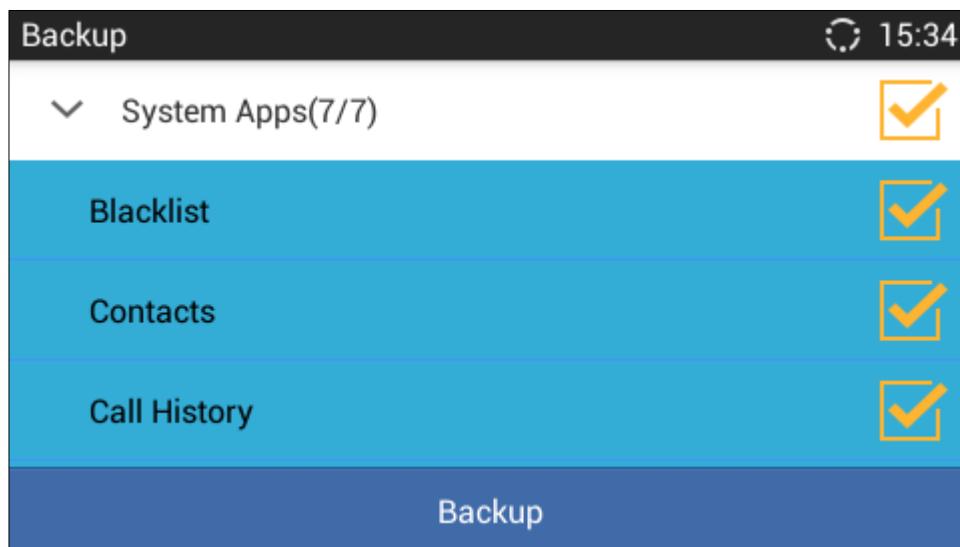 Backup 15:34
System Apps(7/7)
Blacklist
Contacts
Call History
Backup